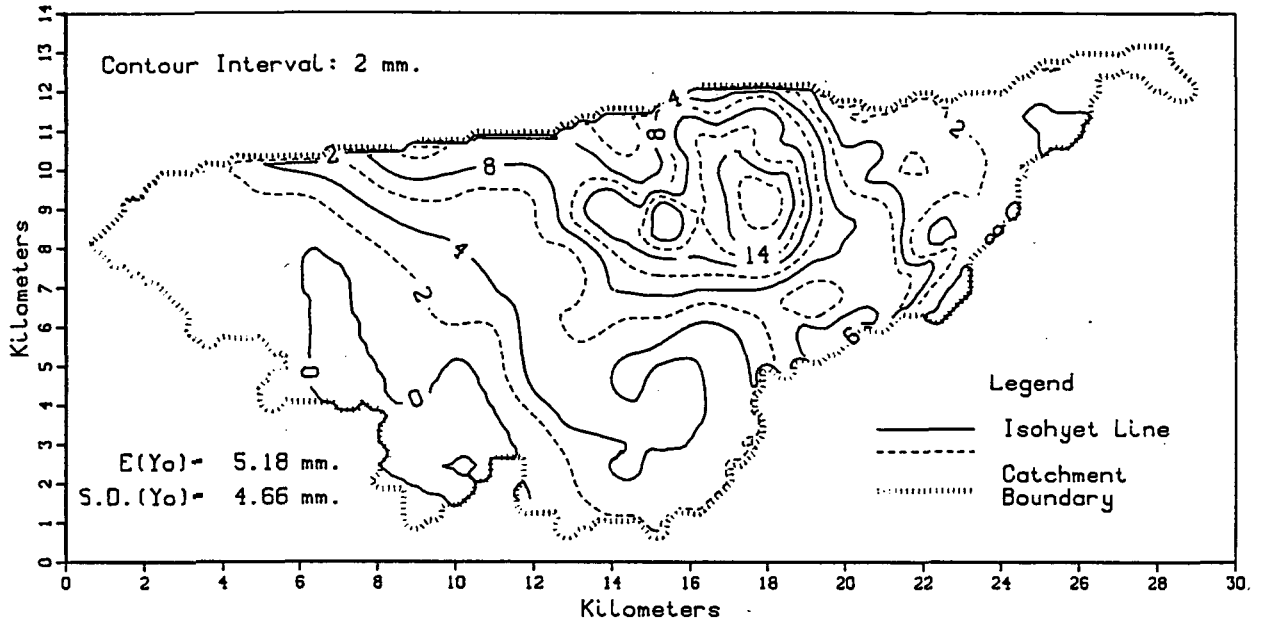 Contour Interval: 2 mm.
14
13
12
11
10
9
8
7
6
5
4
3
2
1
0
Kilometers
4
2
8
2
8
4
14
2
6
0
0
E(Yo)= 5.18 mm.
S.D.(Yo)= 4.66 mm.
Legend
Isohyet Line
Catchment
Boundary
0 2 4 6 8 10 12 14 16 18 20 22 24 26 28 30.
Kilometers